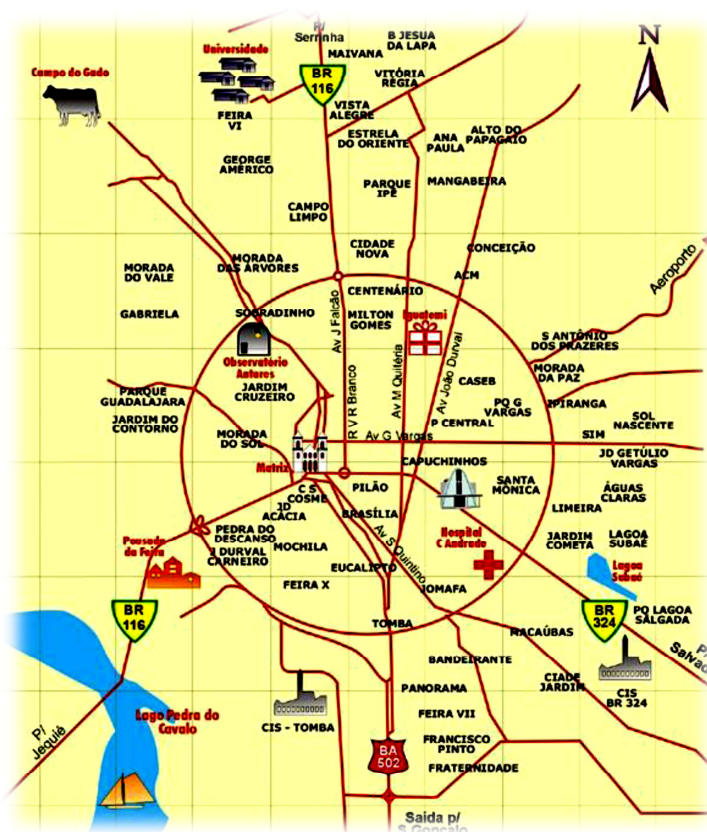 P/
Serrinha
N
B JESUA
DA LAPA
MAIVANA
Universidade
Campo do Gado
BR
116
VITÓRIA
REGIA
VISTA
ALEGRE
FEIRA
VI
ESTRELA
DO ORIENTE
ANA
PAULA
ALTO DO
PAPAGAIO
GEORGE
AMÉRICO
PARQUE
IPÊ
MANGABEIRA
CAMPO
LIMPO
CIDADE
NOVA
CONCEIÇÃO
MORADA
DAS ARVORES
MORADA
DO VALE
ACM
Aeroporto
CENTENÁRIO
GABRIELA
SOBRADINHO
MILTON
GOMES
Iguatemi
Av J Falcão
S ANTÔNIO
DOS PRAZERES
Observatório
Antares
Av João Durval
MORADA
DA PAZ
JARDIM
CRUZEIRO
R V R Branco
Av M Quitéria
CASEB
PARQUE
GUADALAJARA
PQ G
VARGAS
IPIRANGA
JARDIM DO
CONTORNO
P CENTRAL
SOL
NASCENTE
MORADA
DO SOL
Av G Vargas
SIM
Matriz
CAPUCHINHOS
JD GETÚLIO
VARGAS
C S
COSME
PILÃO
SANTA
MÔNICA
ÁGUAS
CLARAS
JD
ACÁCIA
BRASÍLIA
LIMEIRA
PEDRA DO
DESCANSO
Av S Quintino
Hospital
C Andrade
JARDIM
COMETA
LAGOA
SUBAÉ
Pousada
da Feira
J DURVAL
CARNEIRO
MOCHILA
EUCALIPTO
Lagoa
Subaé
FEIRA X
JOMAFA
BR
116
BR
324
PQ LAGOA
SALGADA
TOMBA
MACAÚBAS
P/
Salvad
BANDEIRANTE
CIADE
JARDIM
CIS
BR 324
PANORAMA
Lago Pedra do
Cavalo
FEIRA VII
CIS - TOMBA
P/
Jequié
FRANCISCO
PINTO
BA
502
FRATERNIDADE
Saida p/
S Gonçalo